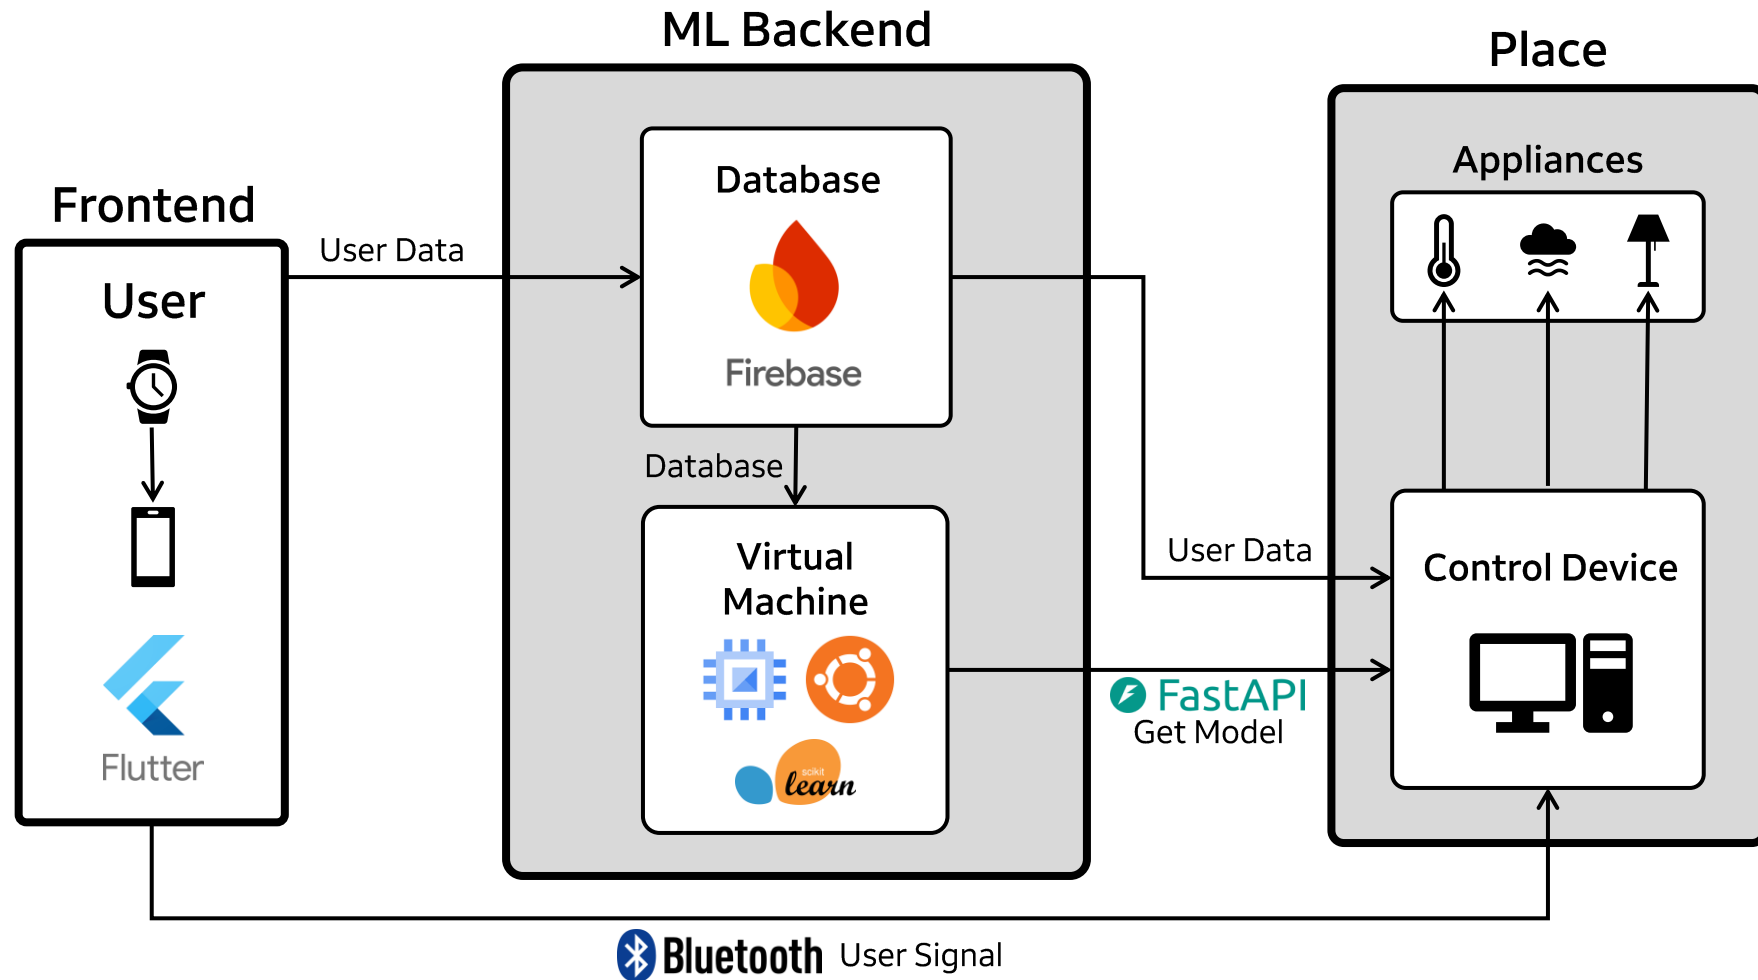 ML Backend
Place
Frontend
User
Flutter
User Data
Database
Firebase
Database
Virtual
Machine
scikit
learn
User Data
FastAPI
Get Model
Appliances
Control Device
Bluetooth User Signal